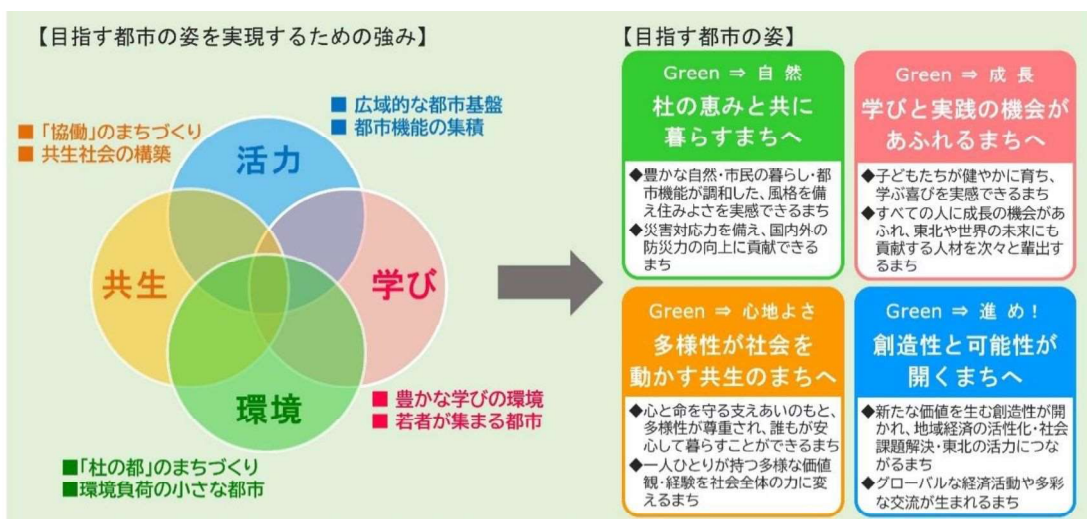 【目指す都市の姿を実現するための強み】
■「協働」のまちづくり
■ 共生社会の構築
■ 広域的な都市基盤
■ 都市機能の集積
活力
共生
学び
環境
■ 豊かな学びの環境
■ 若者が集まる都市
■「杜の都」のまちづくり
■環境負荷の小さな都市
【目指す都市の姿】
Green ⇒ 自 然
杜の恵みと共に
暮らすまちへ
◆豊かな自然・市民の暮らし・都
市機能が調和した、風格を備
え住みよさを実感できるまち
◆災害対応力を備え、国内外の
防災力の向上に貢献できる
まち
Green ⇒ 成 長
学びと実践の機会が
あふれるまちへ
◆子どもたちが健やかに育ち、
学ぶ喜びを実感できるまち
◆すべての人に成長の機会があ
ふれ、東北や世界の未来にも
貢献する人材を次々と輩出す
るまち
Green ⇒ 心地よさ
多様性が社会を
動かす共生のまちへ
◆心と命を守る支えあいのもと、
多様性が尊重され、誰もが安
心して暮らすことができるまち
◆一人ひとりが持つ多様な価値
観・経験を社会全体の力に変
えるまち
Green ⇒ 進 め！
創造性と可能性が
開くまちへ
◆新たな価値を生む創造性が開
かれ、地域経済の活性化・社会
課題解決・東北の活力につな
がるまち
◆グローバルな経済活動や多彩
な交流が生まれるまち